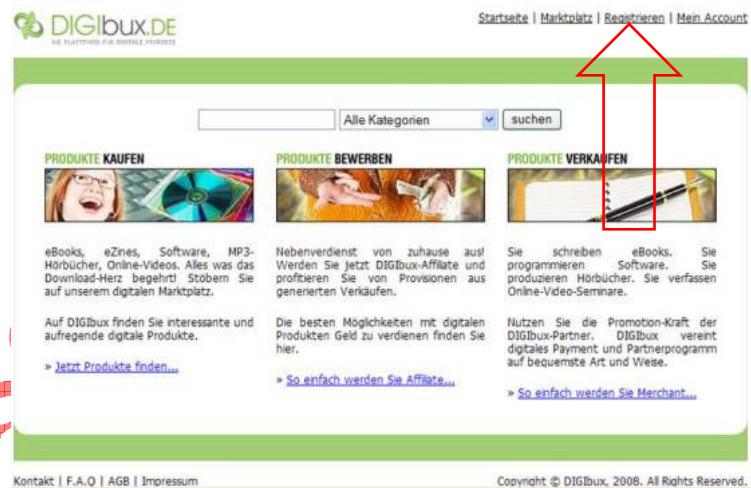 DIGIbux.DE
DIE PLATTFORM FÜR DIGITALE PRODUKTE
Startseite | Marktplatz | Registrieren | Mein Account
Alle Kategorien
suchen
PRODUKTE KAUFEN
eBooks, eZines, Software, MP3-
Hörbücher, Online-Videos. Alles was das
Download-Herz begehrt! Stöbern Sie
auf unserem digitalen Marktplatz.
Auf DIGIbux finden Sie interessante und
aufregende digitale Produkte.
» Jetzt Produkte finden...
PRODUKTE BEWERBEN
Nebenverdienst von zuhause aus!
Werden Sie jetzt DIGIbux-Affiliate und
profitieren Sie von Provisionen aus
generierten Verkäufen.
Die besten Möglichkeiten mit digitalen
Produkten Geld zu verdienen finden Sie
hier.
» So einfach werden Sie Affilate...
PRODUKTE VERKAUFEN
Sie schreiben eBooks. Sie
programmieren Software. Sie
produzieren Hörbücher. Sie verfassen
Online-Video-Seminare.
Nutzen Sie die Promotion-Kraft der
DIGIbux-Partner. DIGIbux vereint
digitales Payment und Partnerprogramm
auf bequemste Art und Weise.
» So einfach werden Sie Merchant...
Kontakt | F.A.Q | AGB | Impressum
Copyright © DIGIbux, 2008. All Rights Reserved.